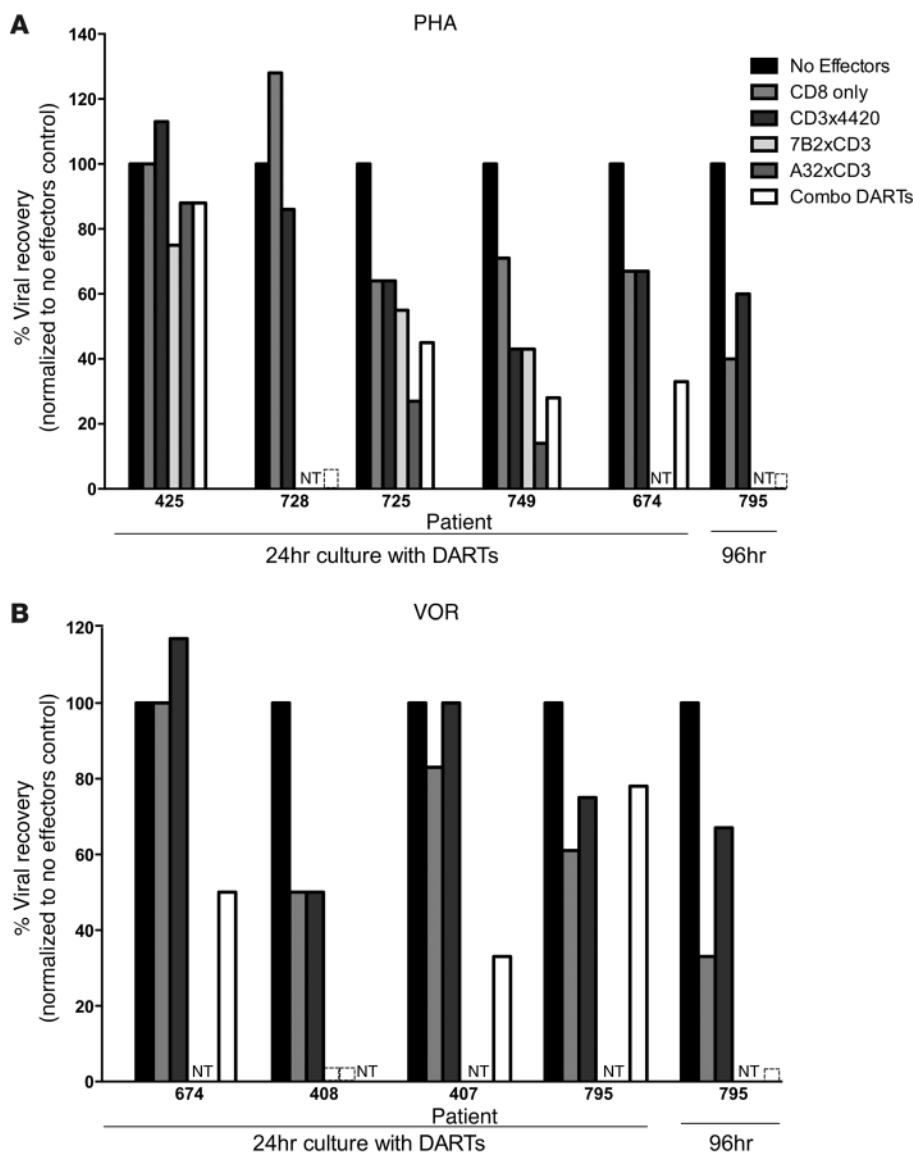 A
PHA
% Viral recovery
(normalized to no effectors control)
140
120
100
80
60
40
20
0
No Effectors
CD8 only
CD3x4420
7B2xCD3
A32xCD3
Combo DARTs
NT NT NT
425 728 725 749 674 795
Patient
24hr culture with DARTs 96hr
B
VOR
% Viral recovery
(normalized to no effectors control)
120
100
80
60
40
20
0
NT NT NT NT NT
674 408 407 795 795
Patient
24hr culture with DARTs 96hr